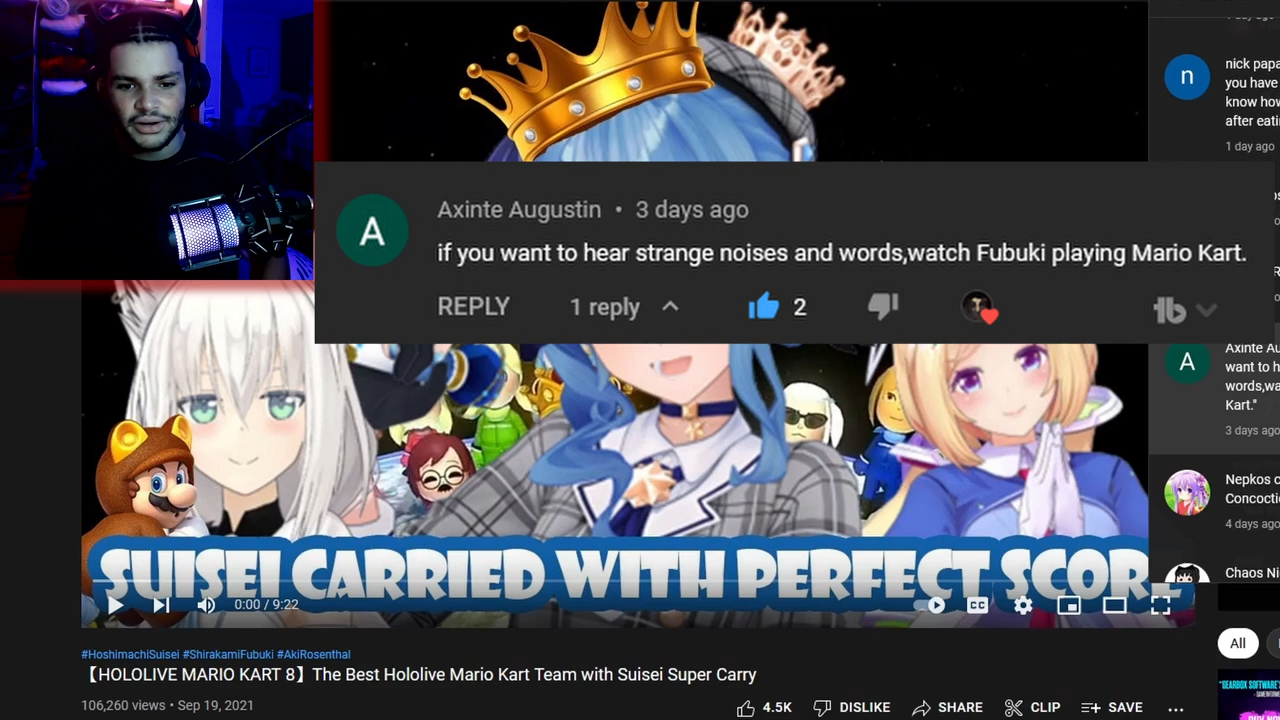 Axinte Augustin • 3 days ago
if you want to hear strange noises and words,watch Fubuki playing Mario Kart.
REPLY 1 reply 2
SUISEI CARRIED WITH PERFECT SCORE
0:00 / 9:22
CC
#HoshimachiSuisei #ShirakamiFubuki #AkiRosenthal
【HOLOLIVE MARIO KART 8】The Best Hololive Mario Kart Team with Suisei Super Carry
106,260 views • Sep 19, 2021
4.5K DISLIKE SHARE CLIP SAVE
n
nick papa
you have
know how
after eatin
1 day ago
A
Axinte Au
want to h
words,wa
Kart."
3 days ago
Nepkos
Concocti
4 days ago
Chaos Ni
All